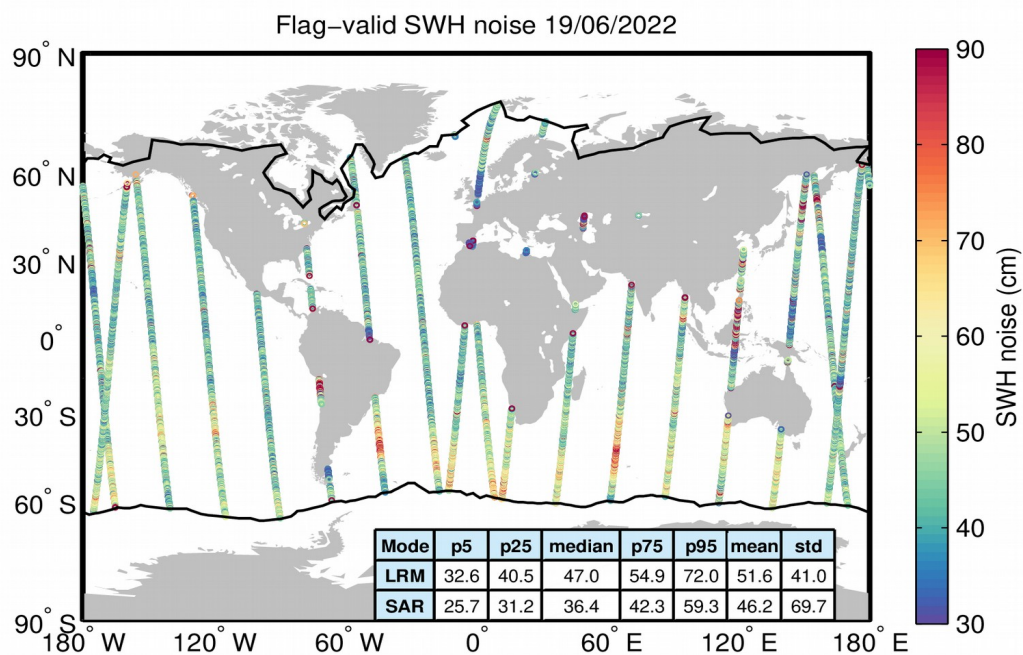 Flag−valid SWH noise 19/06/2022
90° N
60° N
30° N
0°
30° S
60° S
90° S
180° W
120° W
60° W
0°
60° E
120° E
180° E
90
80
70
60
50
40
30
SWH noise (cm)
Mode p5 p25 median p75 p95 mean std
LRM 32.6 40.5 47.0 54.9 72.0 51.6 41.0
SAR 25.7 31.2 36.4 42.3 59.3 46.2 69.7